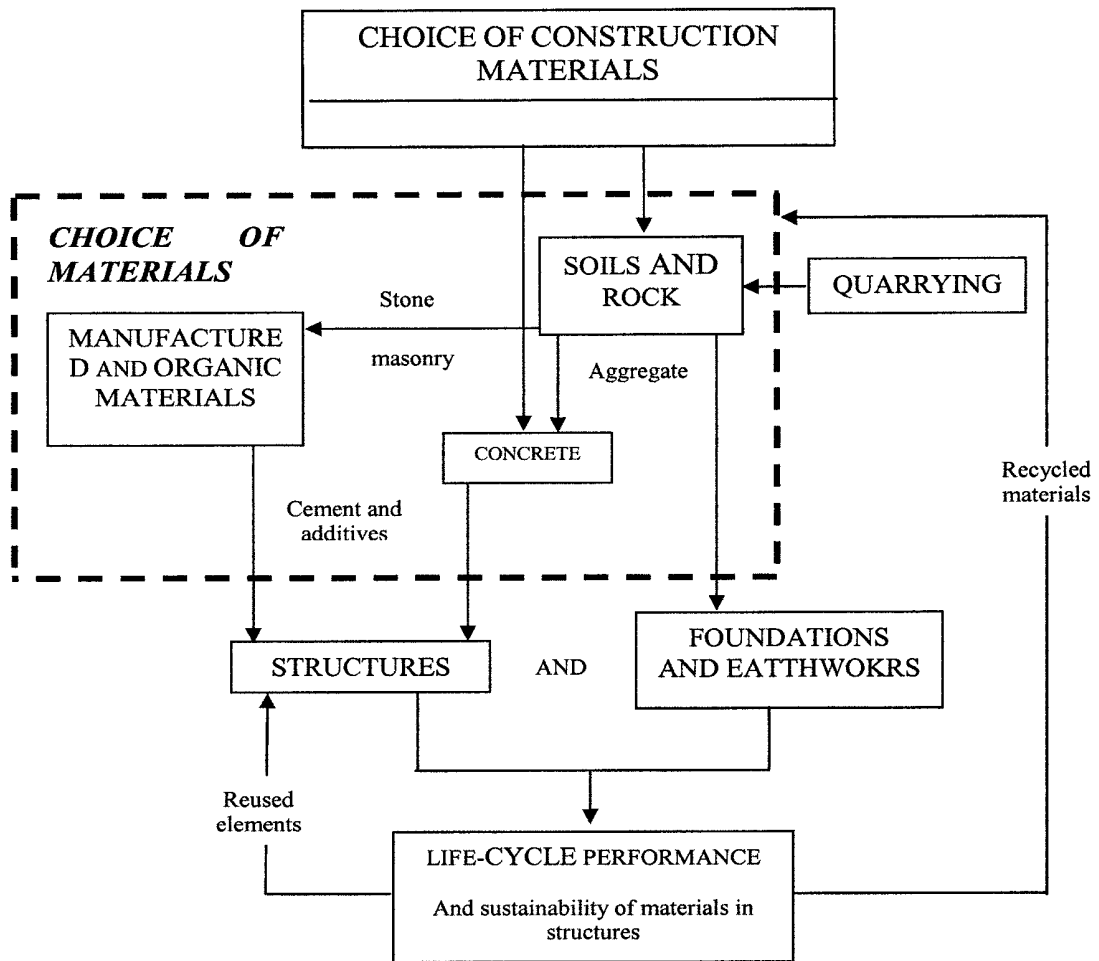 CHOICE OF CONSTRUCTION
MATERIALS
CHOICE OF
MATERIALS
SOILS AND
ROCK
QUARRYING
Stone
masonry
MANUFACTURE
D AND ORGANIC
MATERIALS
Aggregate
CONCRETE
Recycled
materials
Cement and
additives
STRUCTURES
AND
FOUNDATIONS
AND EATTHWOKRS
Reused
elements
LIFE-CYCLE PERFORMANCE
And sustainability of materials in
structures